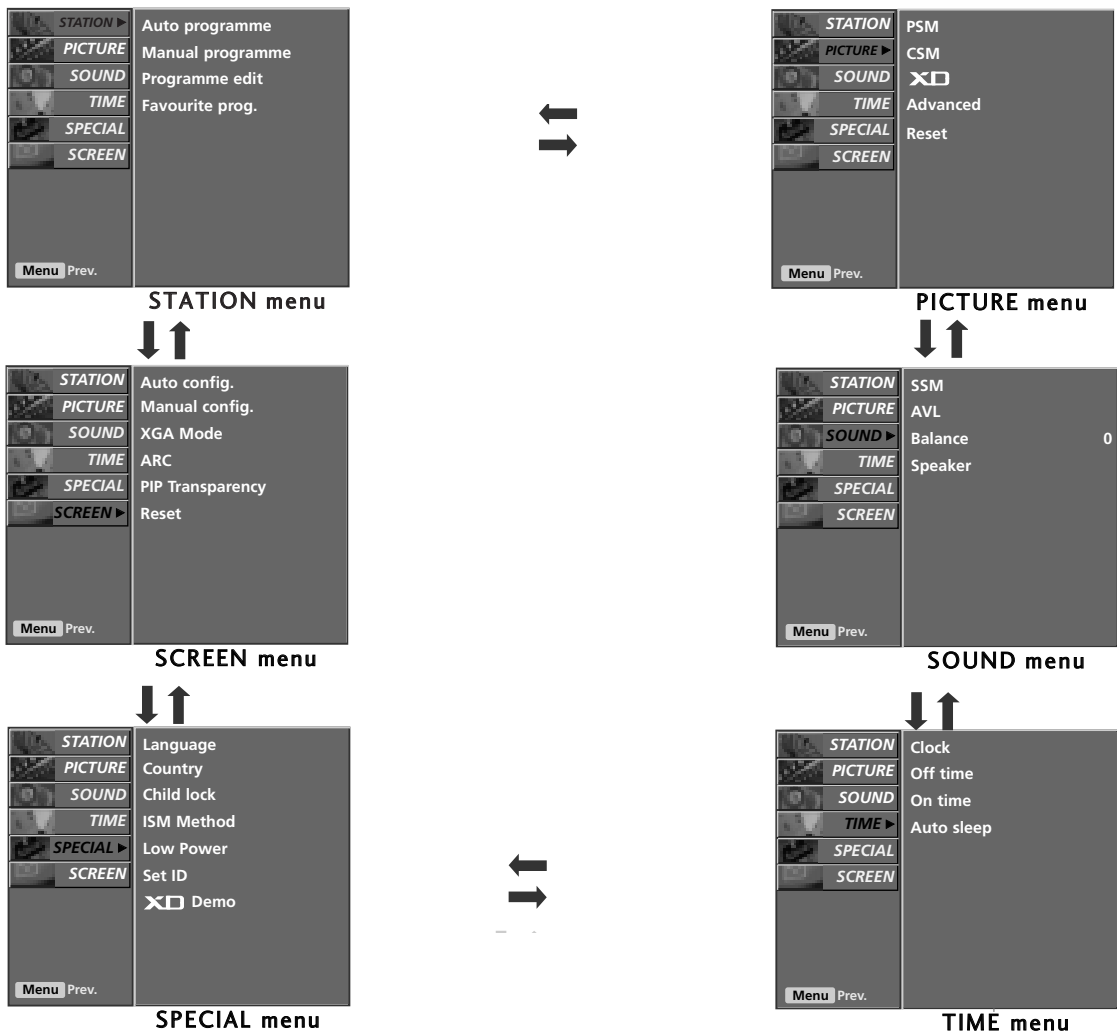 STATION
PICTURE
SOUND
TIME
SPECIAL
SCREEN
Auto programme
Manual programme
Programme edit
Favourite prog.
Menu Prev.
STATION menu
STATION
PICTURE
SOUND
TIME
SPECIAL
SCREEN
PSM
CSM
XD
Advanced
Reset
Menu Prev.
PICTURE menu
STATION
PICTURE
SOUND
TIME
SPECIAL
SCREEN
Auto config.
Manual config.
XGA Mode
ARC
PIP Transparency
Reset
Menu Prev.
SCREEN menu
STATION
PICTURE
SOUND
TIME
SPECIAL
SCREEN
SSM
AVL
Balance 0
Speaker
Menu Prev.
SOUND menu
STATION
PICTURE
SOUND
TIME
SPECIAL
SCREEN
Language
Country
Child lock
ISM Method
Low Power
Set ID
XD Demo
Menu Prev.
SPECIAL menu
STATION
PICTURE
SOUND
TIME
SPECIAL
SCREEN
Clock
Off time
On time
Auto sleep
Menu Prev.
TIME menu